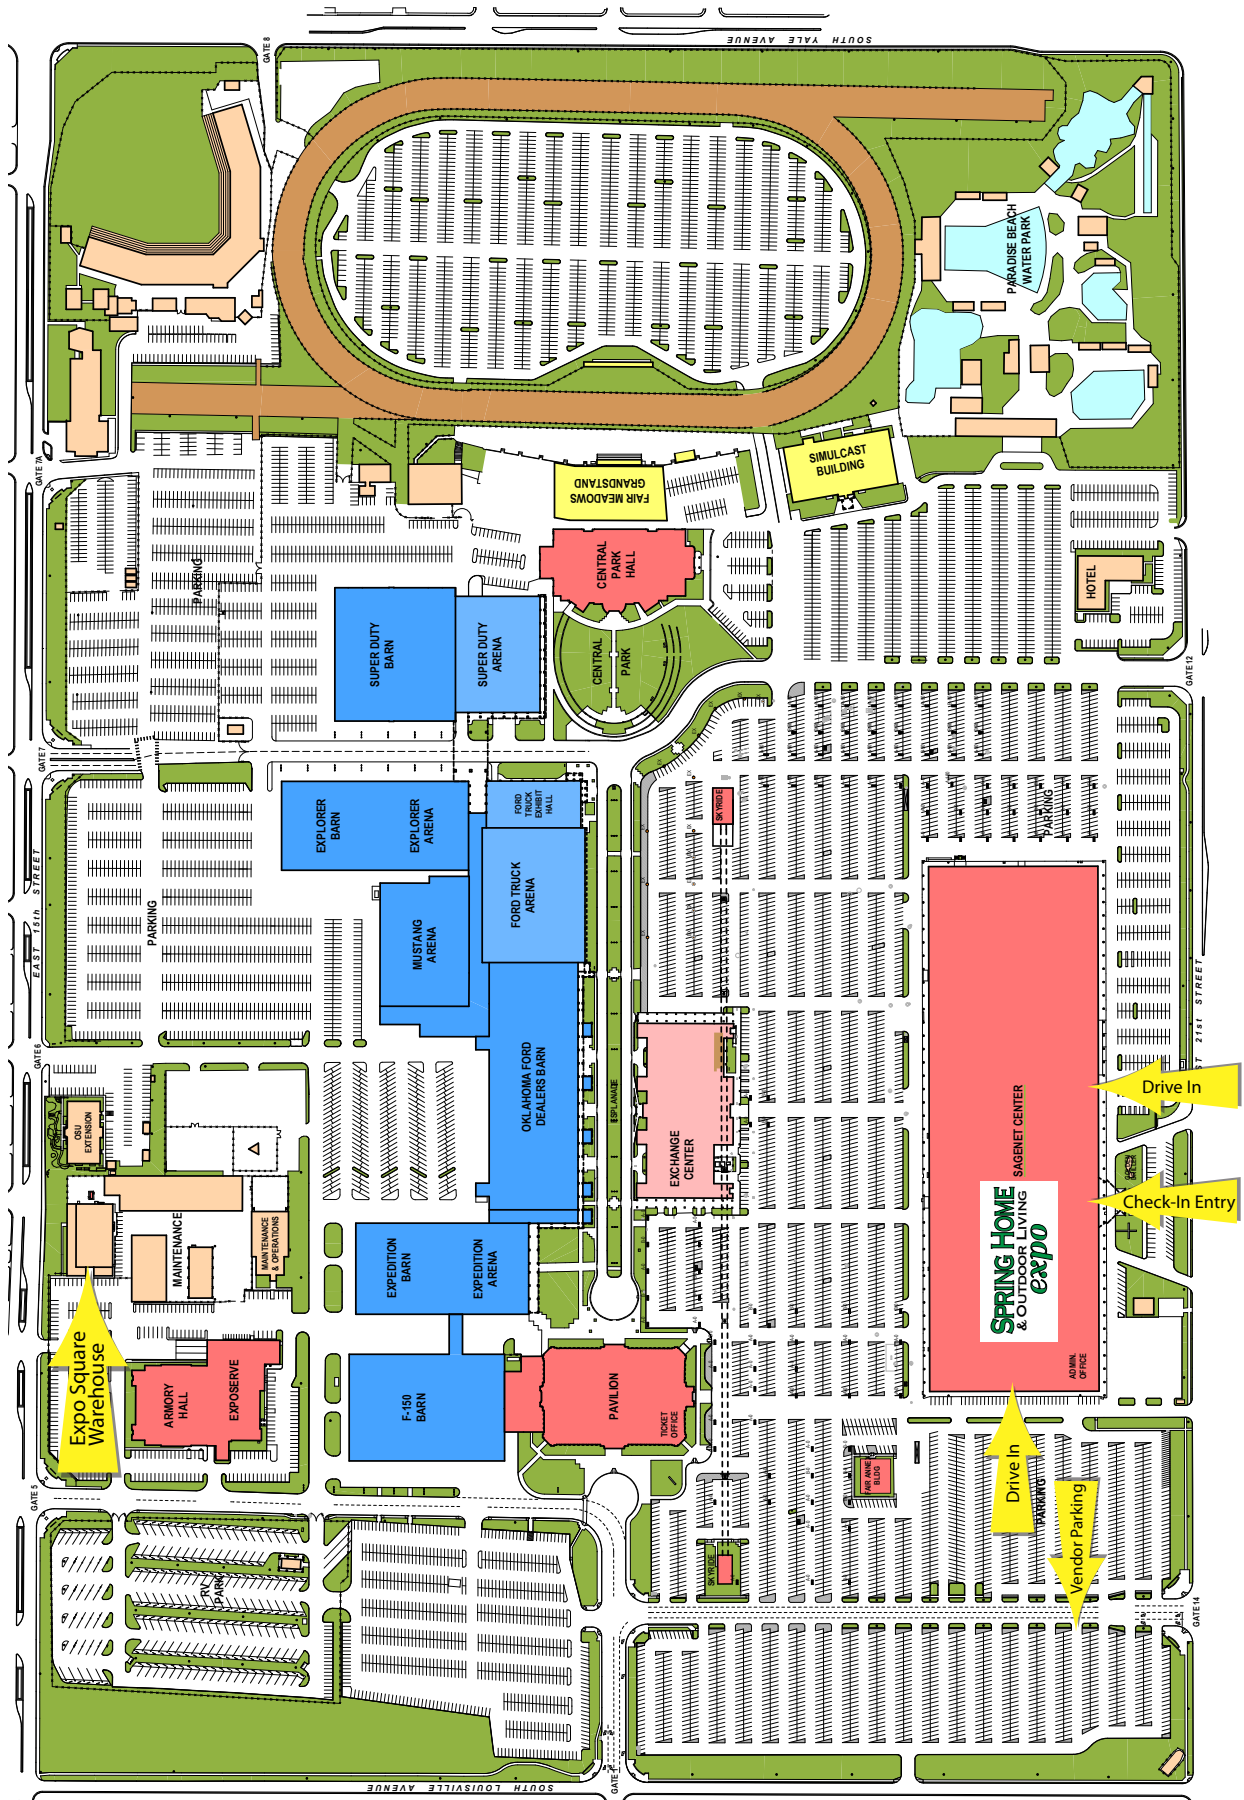 SOUTH YALE AVENUE
GATE 8
PARADISE BEACH
WATER PARK
GATE 7A
SIMULCAST
BUILDING
FAIR MEADOWS
GRANDSTAND
CENTRAL
PARK
HALL
PARKING
HOTEL
SUPER DUTY
BARN
SUPER DUTY
ARENA
CENTRAL
PARK
GATE 12
GATE 7
EXPLORER
BARN
EXPLORER
ARENA
FORD
TRUCK
EXHIBIT
HALL
SKYRIDE
PARKING
EAST 15th STREET
PARKING
MUSTANG
ARENA
FORD TRUCK
ARENA
GATE 6
OSU
EXTENSION
OKLAHOMA FORD
DEALERS BARN
ESPLANADE
EXCHANGE
CENTER
SAGENET CENTER
21st STREET
Drive In
Check-In Entry
SPRING HOME
& OUTDOOR LIVING
expo
MAINTENANCE
MAINTENANCE
& OPERATIONS
EXPEDITION
BARN
EXPEDITION
ARENA
Expo Square
Warehouse
ARMORY
HALL
EXPOSERVE
F-150
BARN
PAVILION
TICKET
OFFICE
ADMIN.
OFFICE
FAIR ANNE
BLDG
Drive In
PARKING
Vendor Parking
GATE 5
RV
PARK
SKYRIDE
GATE 14
SOUTH LOUISVILLE AVENUE
GATE